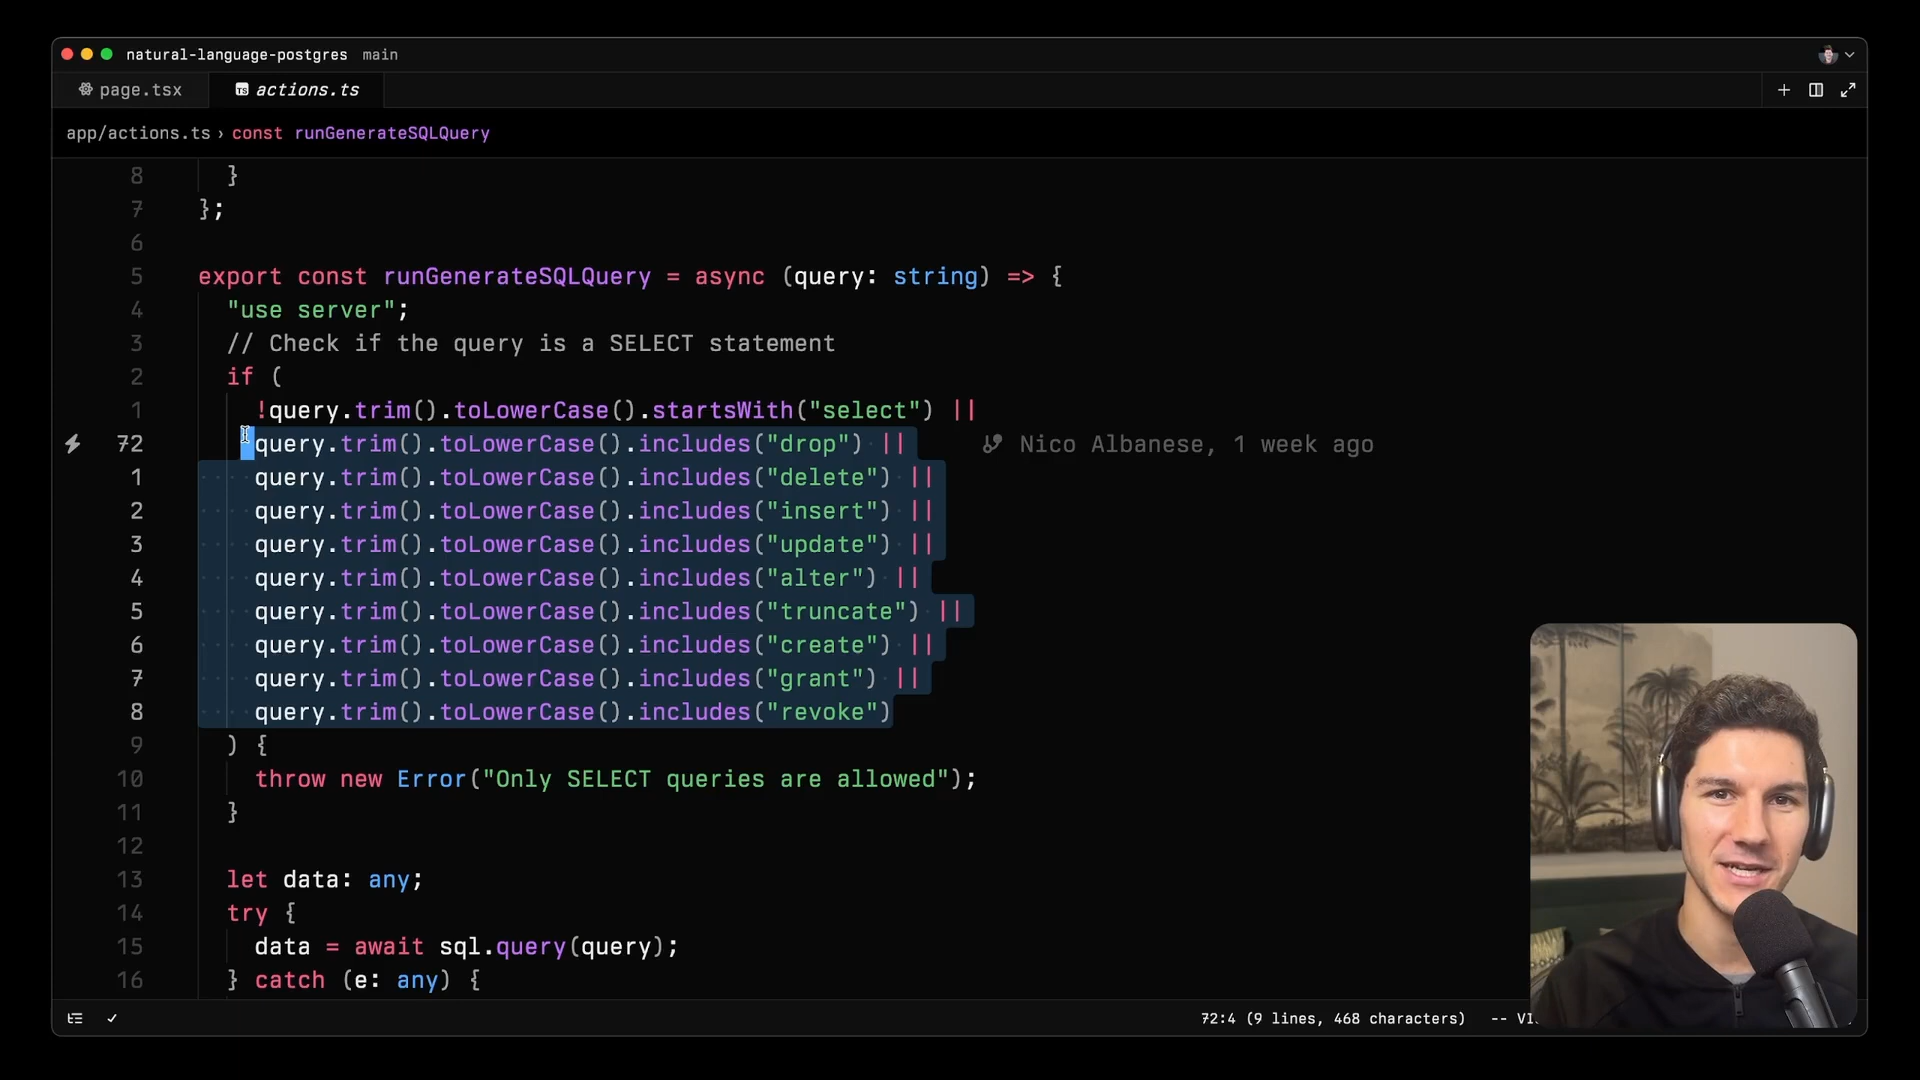 natural-language-postgres main
page.tsx
actions.ts
app/actions.ts › const runGenerateSQLQuery
8 }
7 };
6
5 export const runGenerateSQLQuery = async (query: string) => {
4 "use server";
3 // Check if the query is a SELECT statement
2 if (
1 !query.trim().toLowerCase().startsWith("select") ||
72 query.trim().toLowerCase().includes("drop") || Nico Albanese, 1 week ago
1 query.trim().toLowerCase().includes("delete") ||
2 query.trim().toLowerCase().includes("insert") ||
3 query.trim().toLowerCase().includes("update") ||
4 query.trim().toLowerCase().includes("alter") ||
5 query.trim().toLowerCase().includes("truncate") ||
6 query.trim().toLowerCase().includes("create") ||
7 query.trim().toLowerCase().includes("grant") ||
8 query.trim().toLowerCase().includes("revoke")
9 ) {
10 throw new Error("Only SELECT queries are allowed");
11 }
12
13 let data: any;
14 try {
15 data = await sql.query(query);
16 } catch (e: any) {
72:4 (9 lines, 468 characters) -- VI